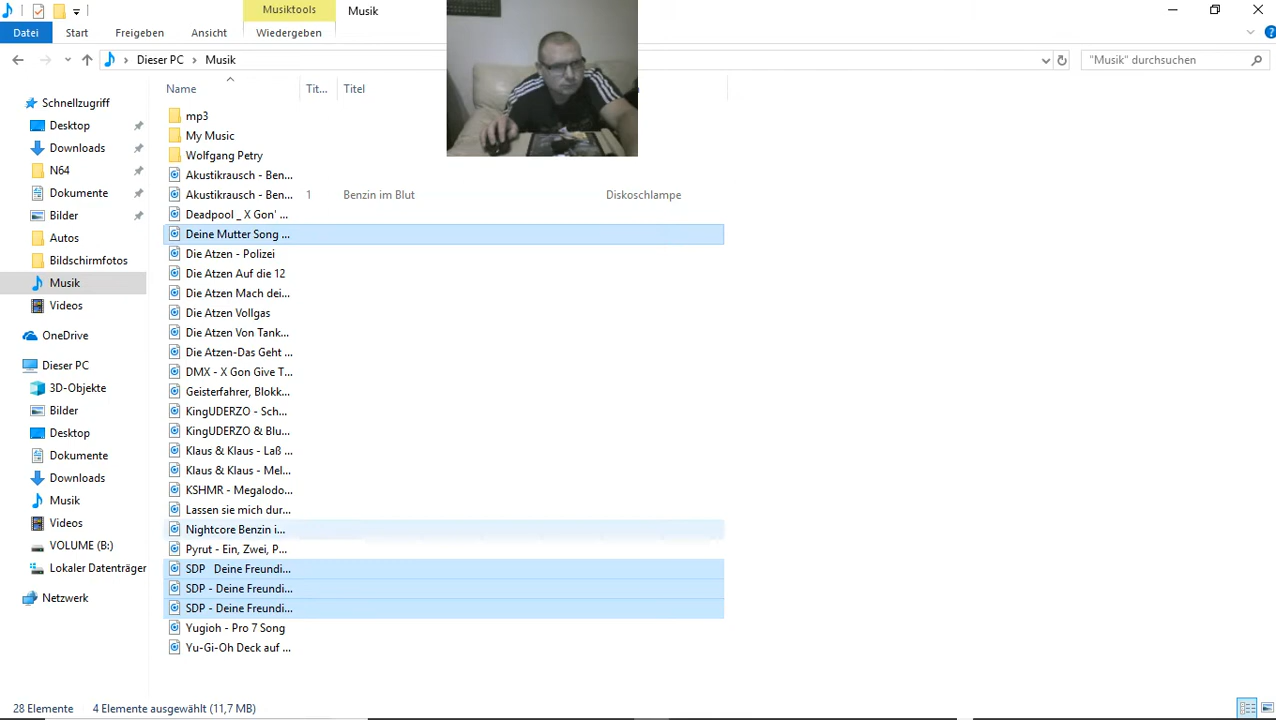 Musiktools
Musik
Datei
Start
Freigeben
Ansicht
Wiedergeben
Dieser PC
Musik
"Musik" durchsuchen
Name
Tit...
Titel
Schnellzugriff
Desktop
Downloads
N64
Dokumente
Bilder
Autos
Bildschirmfotos
Musik
Videos
OneDrive
Dieser PC
3D-Objekte
Bilder
Desktop
Dokumente
Downloads
Musik
Videos
VOLUME (B:)
Lokaler Datenträger
Netzwerk
mp3
My Music
Wolfgang Petry
Akustikrausch - Ben...
Akustikrausch - Ben... 1 Benzin im Blut Diskoschlampe
Deadpool _ X Gon' ...
Deine Mutter Song ...
Die Atzen - Polizei
Die Atzen Auf die 12
Die Atzen Mach dei...
Die Atzen Vollgas
Die Atzen Von Tank...
Die Atzen-Das Geht ...
DMX - X Gon Give T...
Geisterfahrer, Blokk...
KingUDERZO - Sch...
KingUDERZO & Blu...
Klaus & Klaus - Laß ...
Klaus & Klaus - Mel...
KSHMR - Megalodo...
Lassen sie mich dur...
Nightcore Benzin i...
Pyrut - Ein, Zwei, P...
SDP   Deine Freundi...
SDP - Deine Freundi...
SDP - Deine Freundi...
Yugioh - Pro 7 Song
Yu-Gi-Oh Deck auf ...
28 Elemente
4 Elemente ausgewählt (11,7 MB)